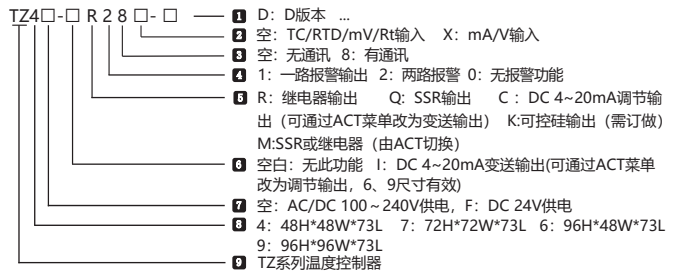 TZ4□-□R28□-□
1 D：D版本 ...
2 空：TC/RTD/mV/Rt输入 X：mA/V输入
3 空：无通讯 8：有通讯
4 1：一路报警输出 2：两路报警 0：无报警功能
5 R：继电器输出 Q：SSR输出 C ：DC 4~20mA调节输
出（可通过ACT菜单改为变送输出） K:可控硅输出（需订做）
M:SSR或继电器（由ACT切换）
6 空白：无此功能 I：DC 4~20mA变送输出(可通过ACT菜单
改为调节输出，6、9尺寸有效)
7 空：AC/DC 100～240V供电，F：DC 24V供电
8 4：48H*48W*73L 7：72H*72W*73L 6：96H*48W*73L
9：96H*96W*73L
9 TZ系列温度控制器